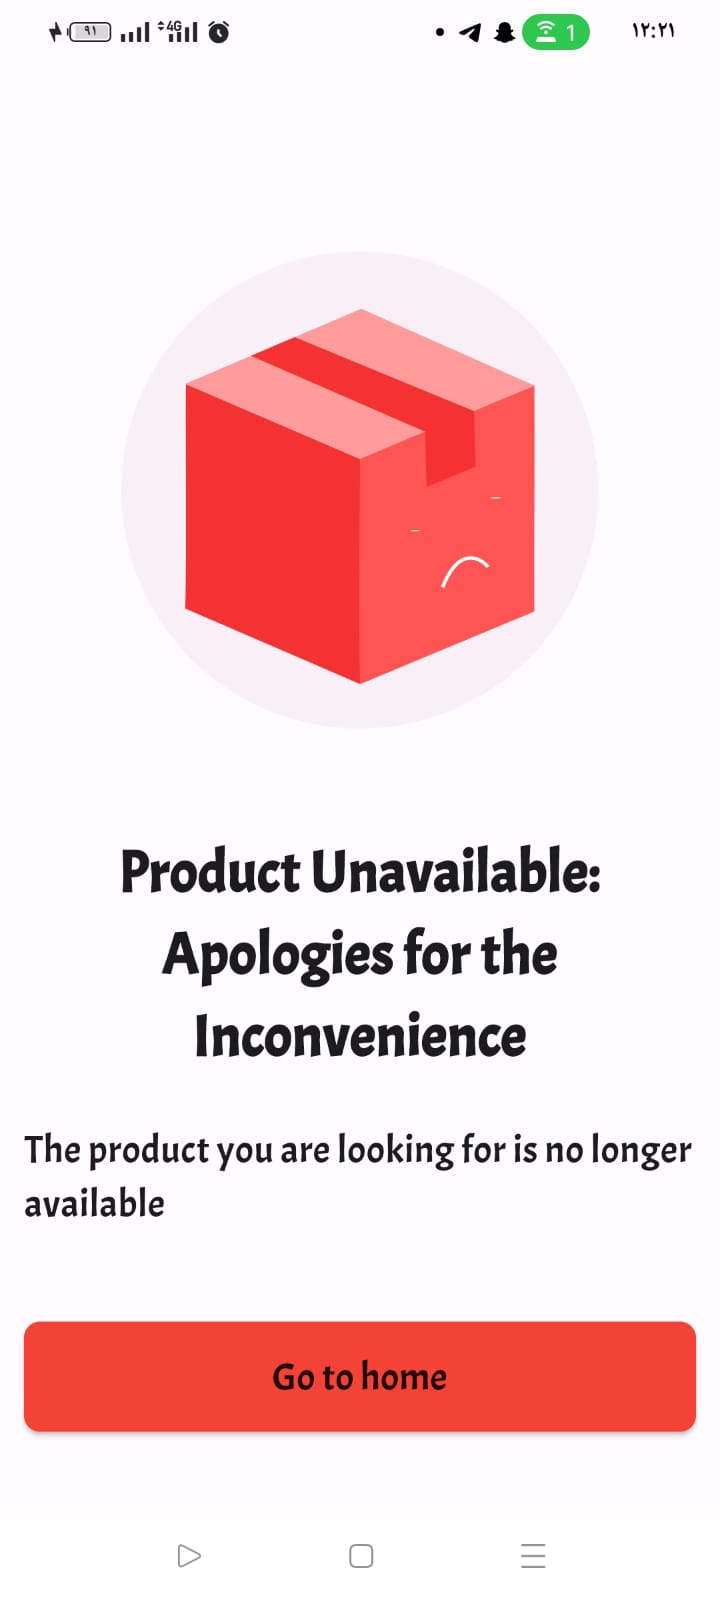 ٩١ 4G 1 ١٢:٢١
Product Unavailable:
Apologies for the
Inconvenience
The product you are looking for is no longer
available
Go to home